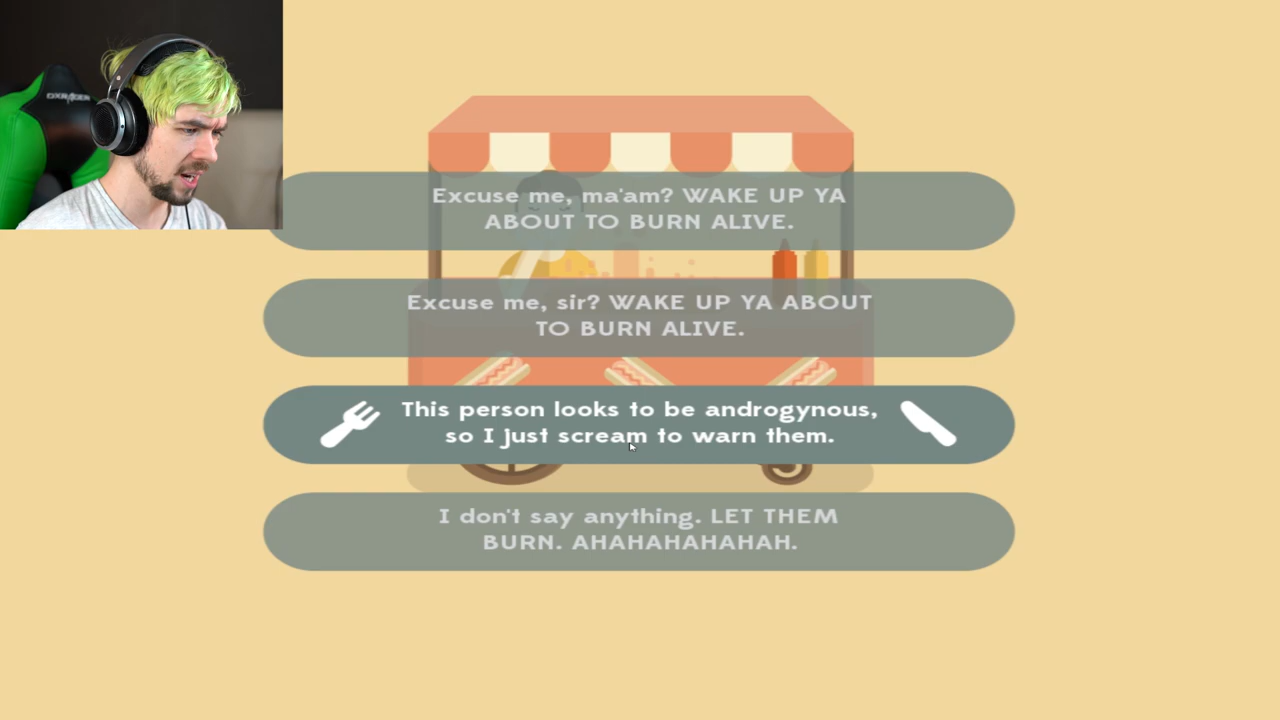 DXRACER
Excuse me, ma'am? WAKE UP YA
ABOUT TO BURN ALIVE.
Excuse me, sir? WAKE UP YA ABOUT
TO BURN ALIVE.
This person looks to be androgynous,
so I just scream to warn them.
I don't say anything. LET THEM
BURN. AHAHAHAHAHAH.